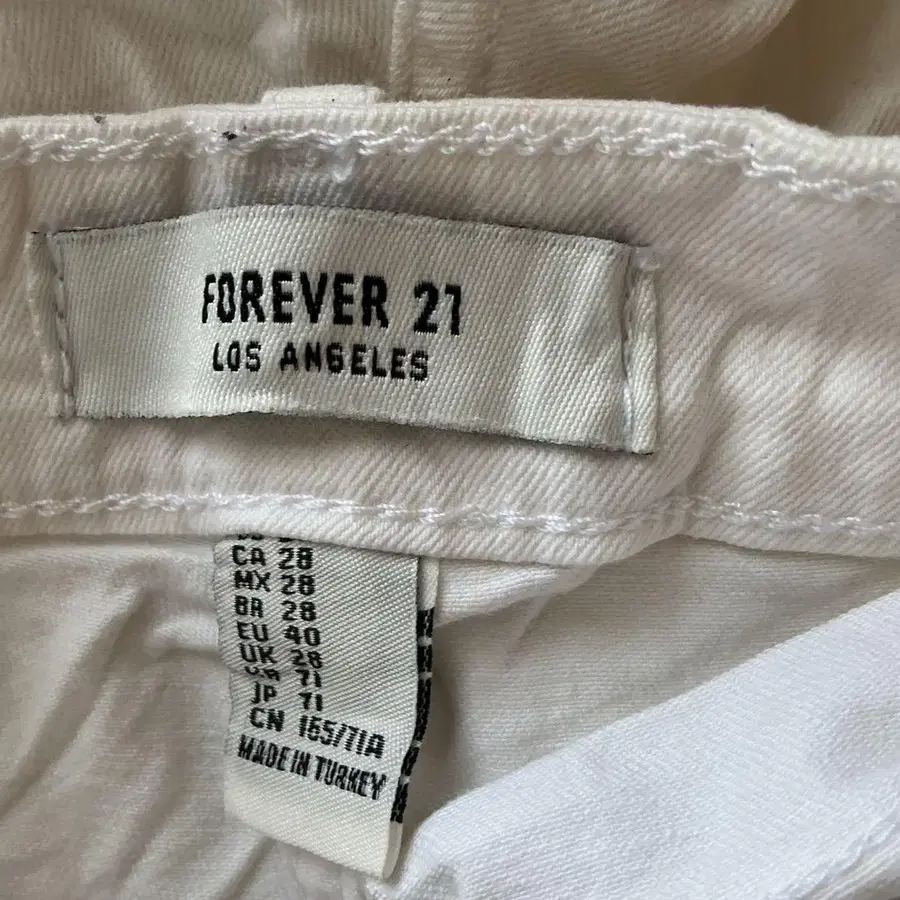 FOREVER 21
LOS ANGELES
CA 28
MX 28
BR 28
EU 40
UK 28
71
JP 71
CN 165/71A
MADE IN TURKEY